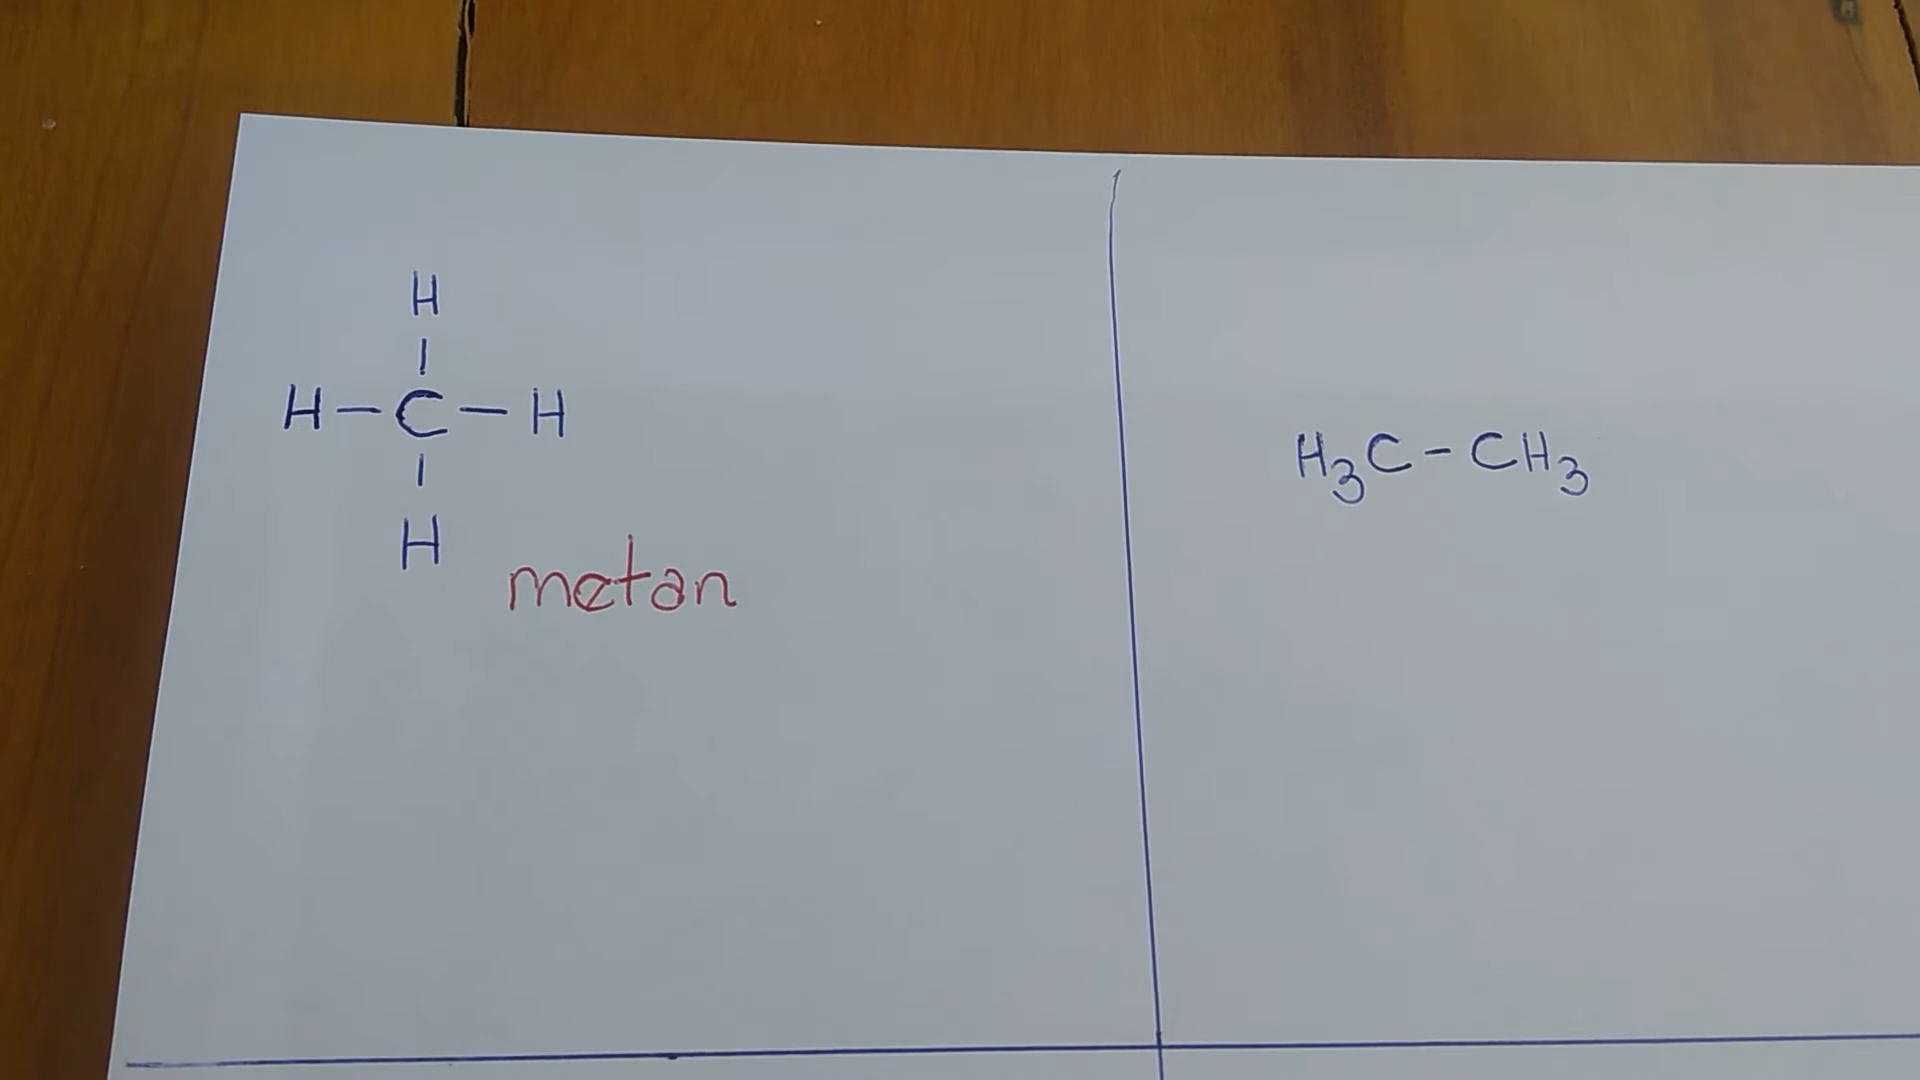 H
|
H-C-H
|
H
metan
H₃C-CH₃